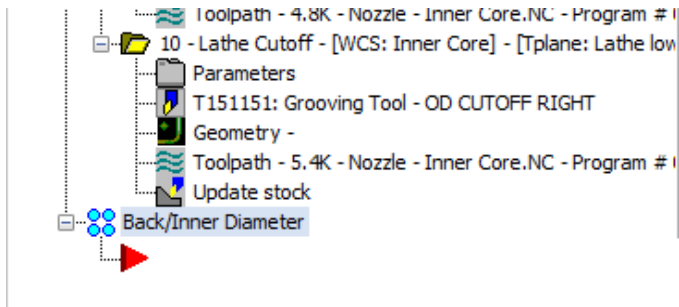 Toolpath - 4.8K - Nozzle - Inner Core.NC - Program #
10 - Lathe Cutoff - [WCS: Inner Core] - [Tplane: Lathe low
Parameters
T151151: Grooving Tool - OD CUTOFF RIGHT
Geometry -
Toolpath - 5.4K - Nozzle - Inner Core.NC - Program #
Update stock
Back/Inner Diameter